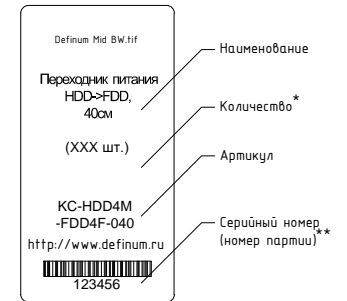 Definum Mid BW.tif
Переходник питания
HDD->FDD,
40см
(XXX шт.)
KC-HDD4M
-FDD4F-040
http://www.definum.ru
123456
Наименование
Количество*
Артикул
Серийный номер
(номер партии)**